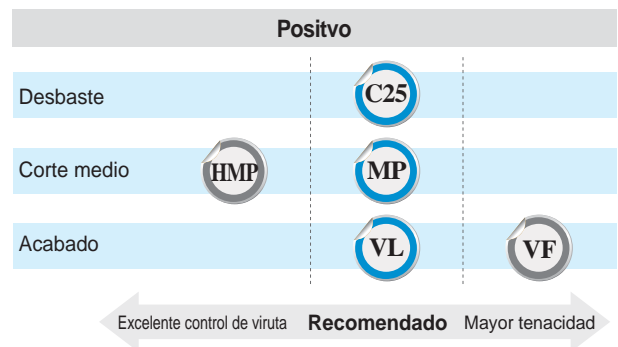 Positvo
Desbaste
C25
Corte medio
HMP
MP
Acabado
VL
VF
Excelente control de viruta
Recomendado
Mayor tenacidad